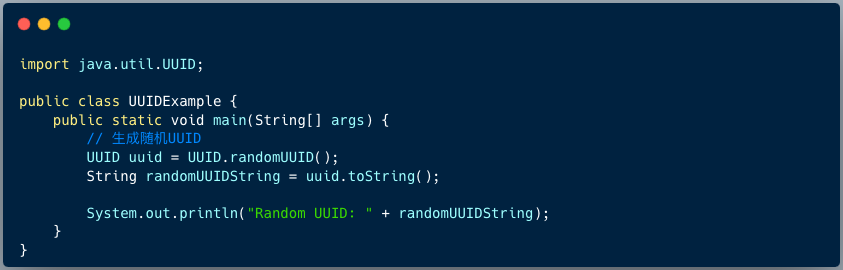 import java.util.UUID;
public class UUIDExample {
    public static void main(String[] args) {
        // 生成随机UUID
        UUID uuid = UUID.randomUUID();
        String randomUUIDString = uuid.toString();
        System.out.println("Random UUID: " + randomUUIDString);
    }
}